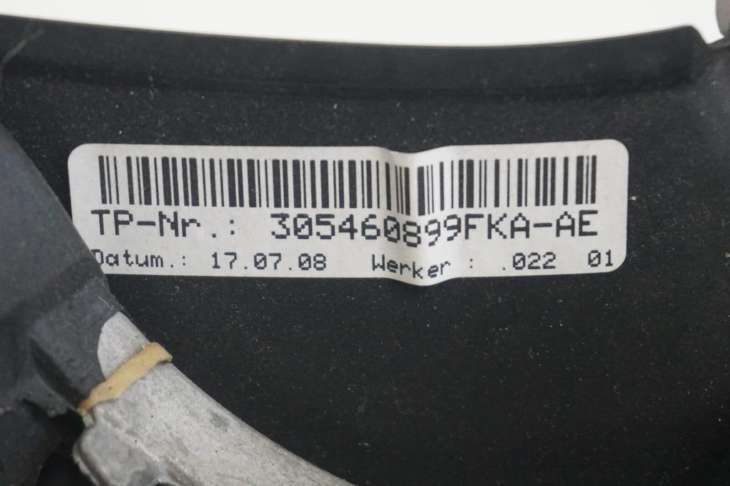 TP-Nr.: 305460899FKA-AE
Datum.: 17.07.08 Werker : .022 01